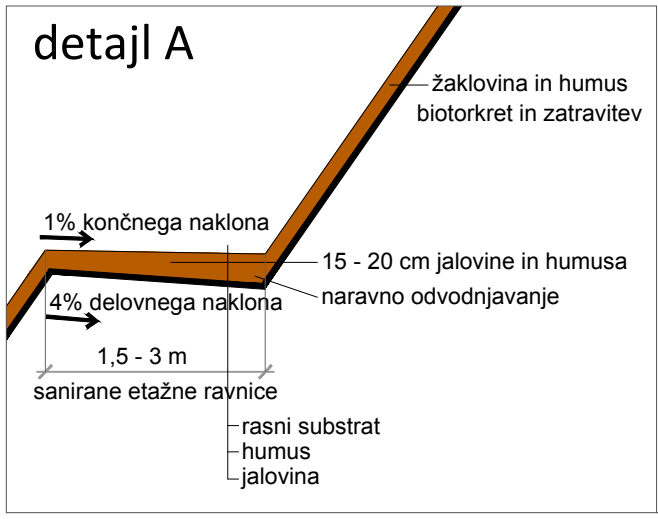 detajl A
žaklovina in humus
biotorkret in zatravitev
1% končnega naklona
15 - 20 cm jalovine in humusa
naravno odvodnjavanje
4% delovnega naklona
1,5 - 3 m
sanirane etažne ravnice
rasni substrat
humus
jalovina